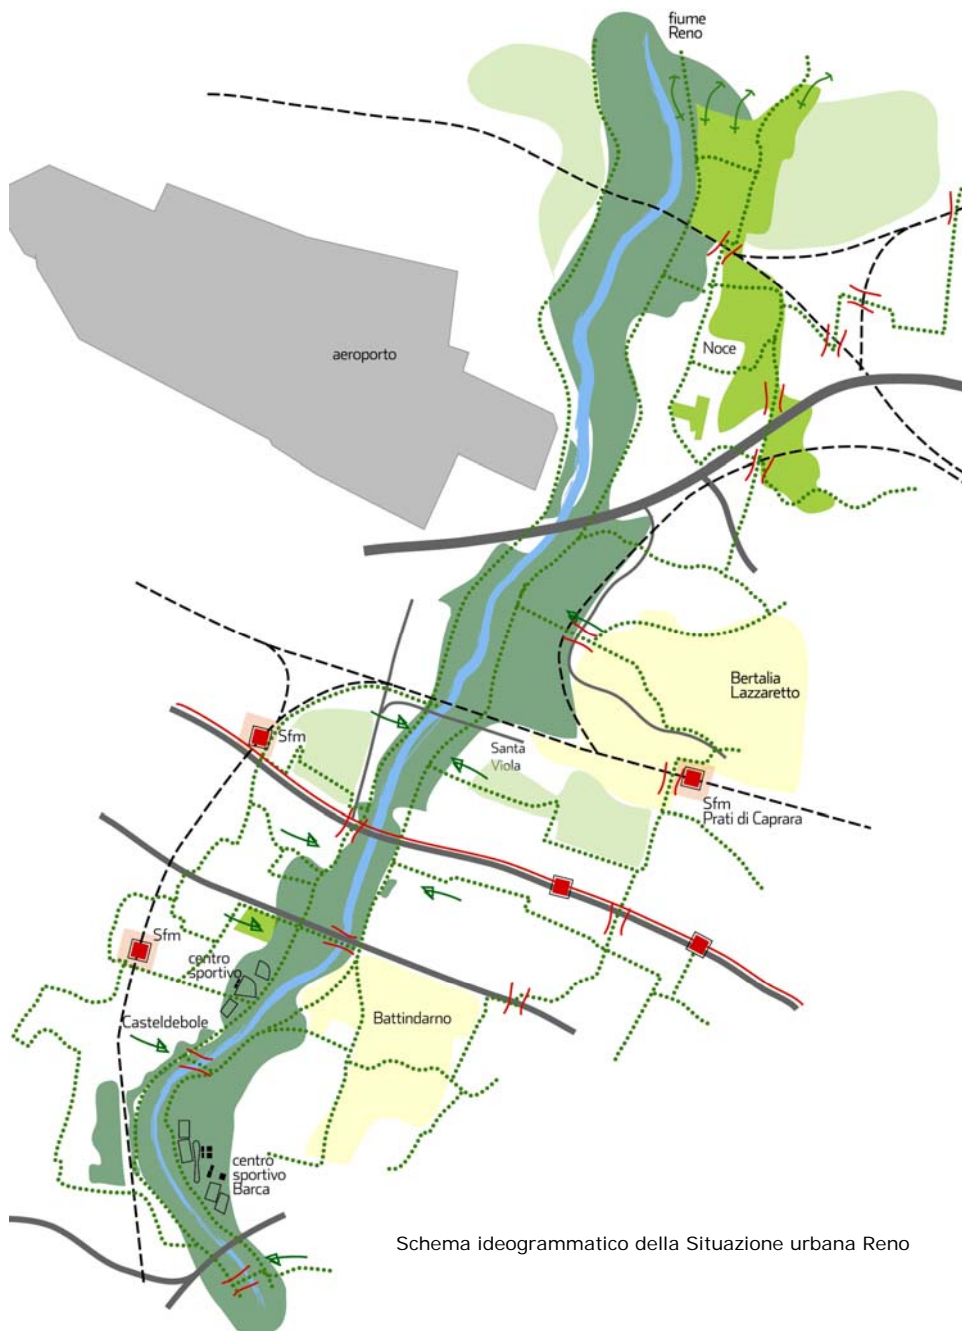 fiume
Reno
aeroporto
Noce
Bertalia
Lazzaretto
Sfm
Santa
Viola
Sfm
Prati di Caprara
Sfm
centro
sportivo
Casteldebole
Battindarno
centro
sportivo
Barca
Schema ideogrammatico della Situazione urbana Reno